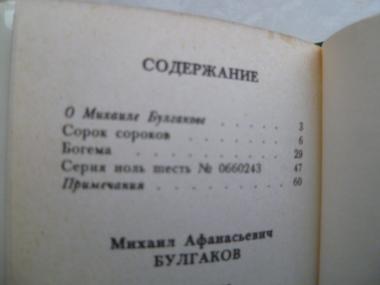 СОДЕРЖАНИЕ
О Михаиле Булгакове . . . . . 3
Сорок сороков . . . . . . . 6
Богема . . . . . . . . . . 29
Серия ноль шесть № 0660243 47
Примечания . . . . . . . . 60
Михаил Афанасьевич
БУЛГАКОВ